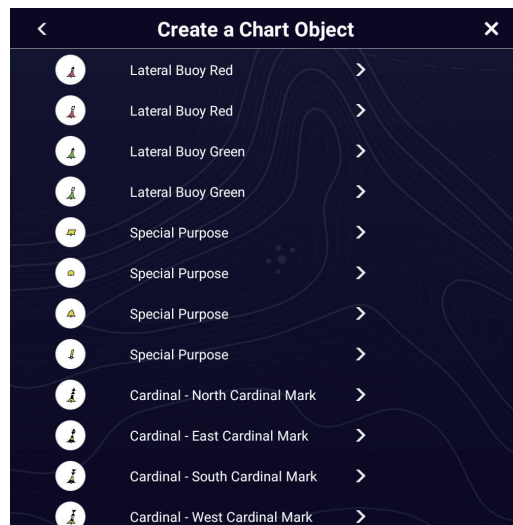 Create a Chart Object
Lateral Buoy Red
Lateral Buoy Red
Lateral Buoy Green
Lateral Buoy Green
Special Purpose
Special Purpose
Special Purpose
Special Purpose
Cardinal - North Cardinal Mark
Cardinal - East Cardinal Mark
Cardinal - South Cardinal Mark
Cardinal - West Cardinal Mark